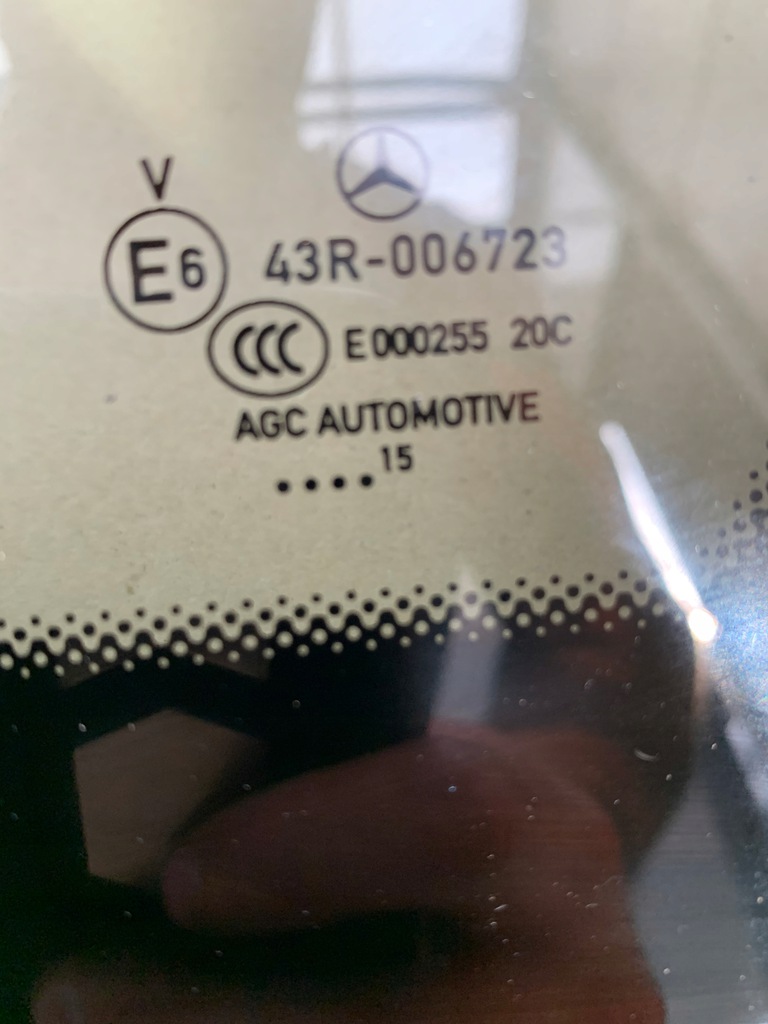 V
E6 43R-006723
CCC E000255 20C
AGC AUTOMOTIVE
....15